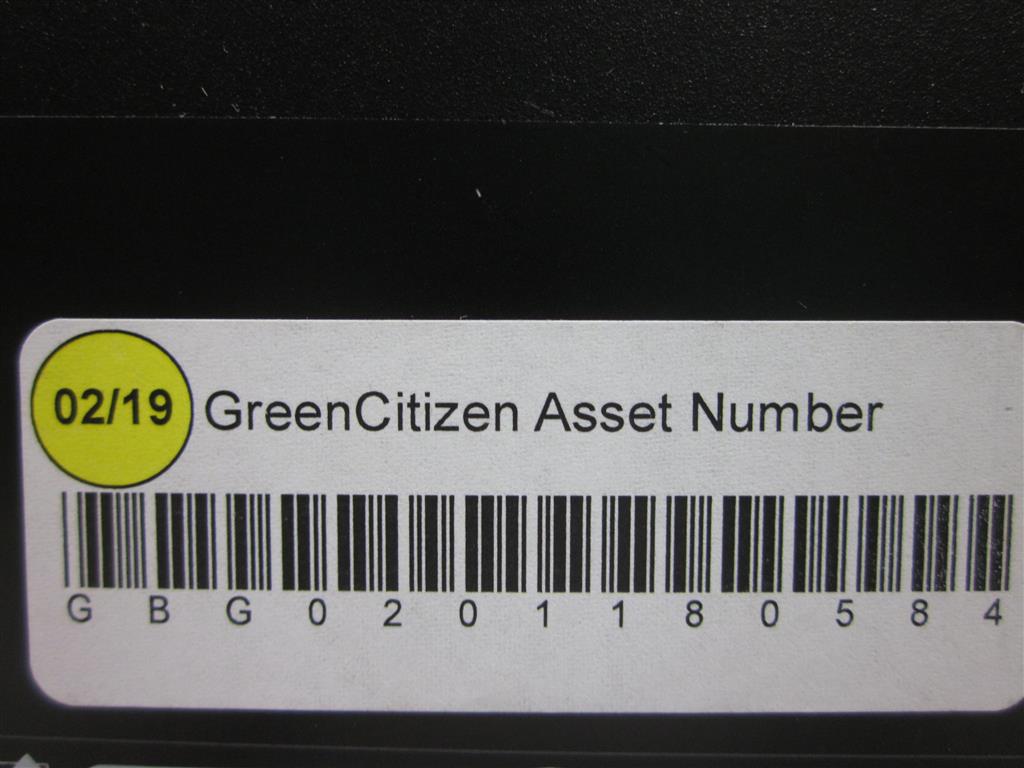 02/19 GreenCitizen Asset Number
G B G 0 2 0 1 1 8 0 5 8 4